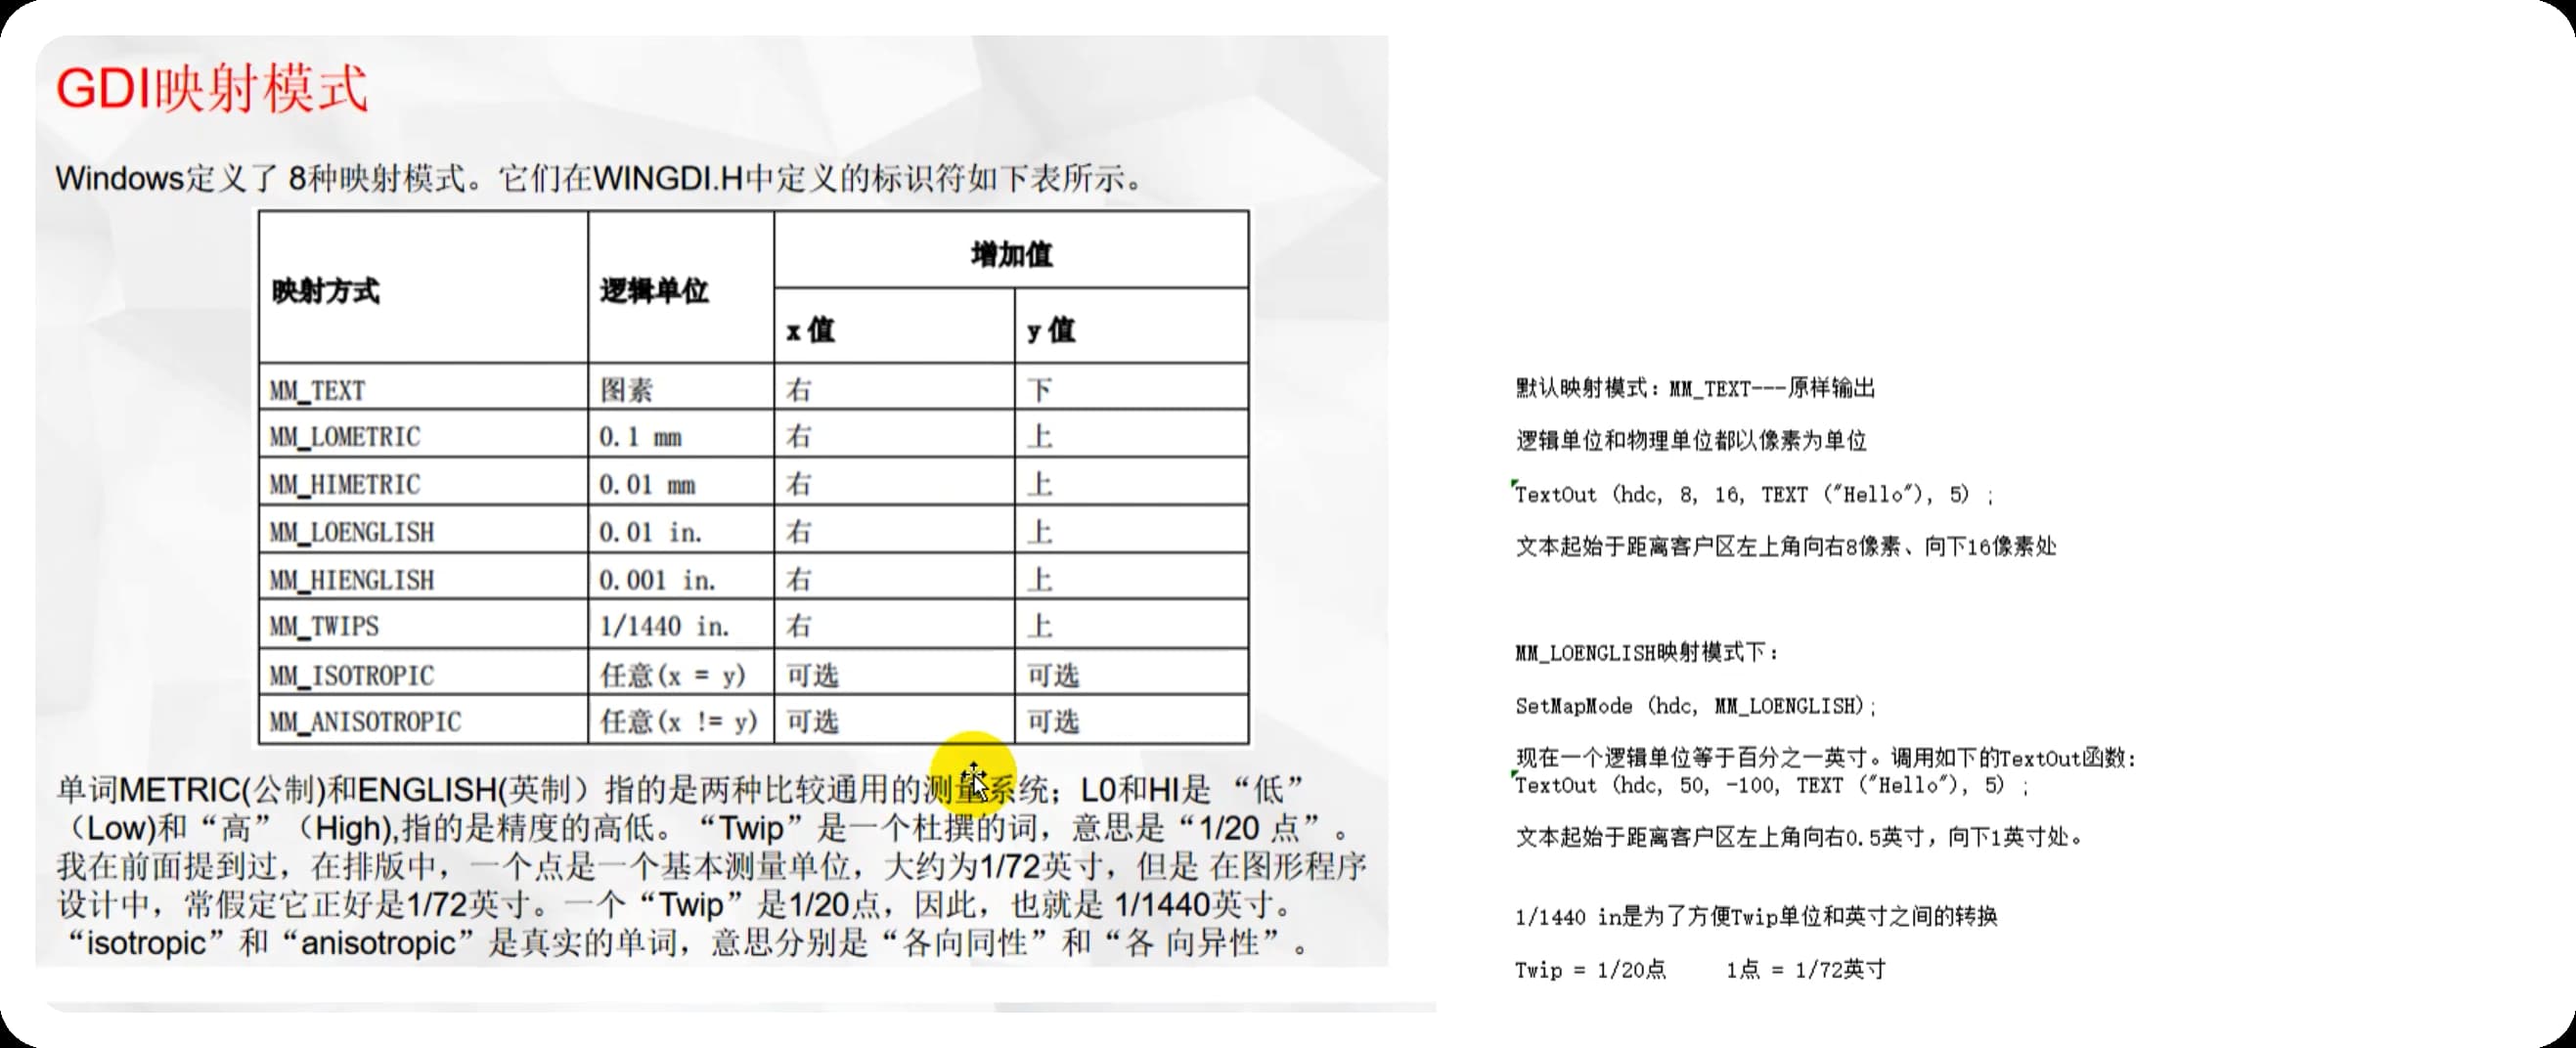 GDI映射模式
Windows定义了 8种映射模式。它们在WINGDI.H中定义的标识符如下表所示。
映射方式 逻辑单位 增加值
x 值 y 值
MM_TEXT 图素 右 下
MM_LOMETRIC 0.1 mm 右 上
MM_HIMETRIC 0.01 mm 右 上
MM_LOENGLISH 0.01 in. 右 上
MM_HIENGLISH 0.001 in. 右 上
MM_TWIPS 1/1440 in. 右 上
MM_ISOTROPIC 任意(x = y) 可选 可选
MM_ANISOTROPIC 任意(x != y) 可选 可选
单词METRIC(公制)和ENGLISH(英制）指的是两种比较通用的测量系统；L0和HI是 “低”
（Low)和“高”（High),指的是精度的高低。“Twip”是一个杜撰的词，意思是“1/20 点”。
我在前面提到过，在排版中，一个点是一个基本测量单位，大约为1/72英寸，但是 在图形程序
设计中，常假定它正好是1/72英寸。一个“Twip”是1/20点，因此，也就是 1/1440英寸。
“isotropic”和“anisotropic”是真实的单词，意思分别是“各向同性”和“各 向异性”。
默认映射模式：MM_TEXT---原样输出
逻辑单位和物理单位都以像素为单位
TextOut (hdc, 8, 16, TEXT ("Hello"), 5) ;
文本起始于距离客户区左上角向右8像素、向下16像素处
MM_LOENGLISH映射模式下：
SetMapMode (hdc, MM_LOENGLISH);
现在一个逻辑单位等于百分之一英寸。调用如下的TextOut函数：
TextOut (hdc, 50, -100, TEXT ("Hello"), 5) ;
文本起始于距离客户区左上角向右0.5英寸，向下1英寸处。
1/1440 in是为了方便Twip单位和英寸之间的转换
Twip = 1/20点 1点 = 1/72英寸